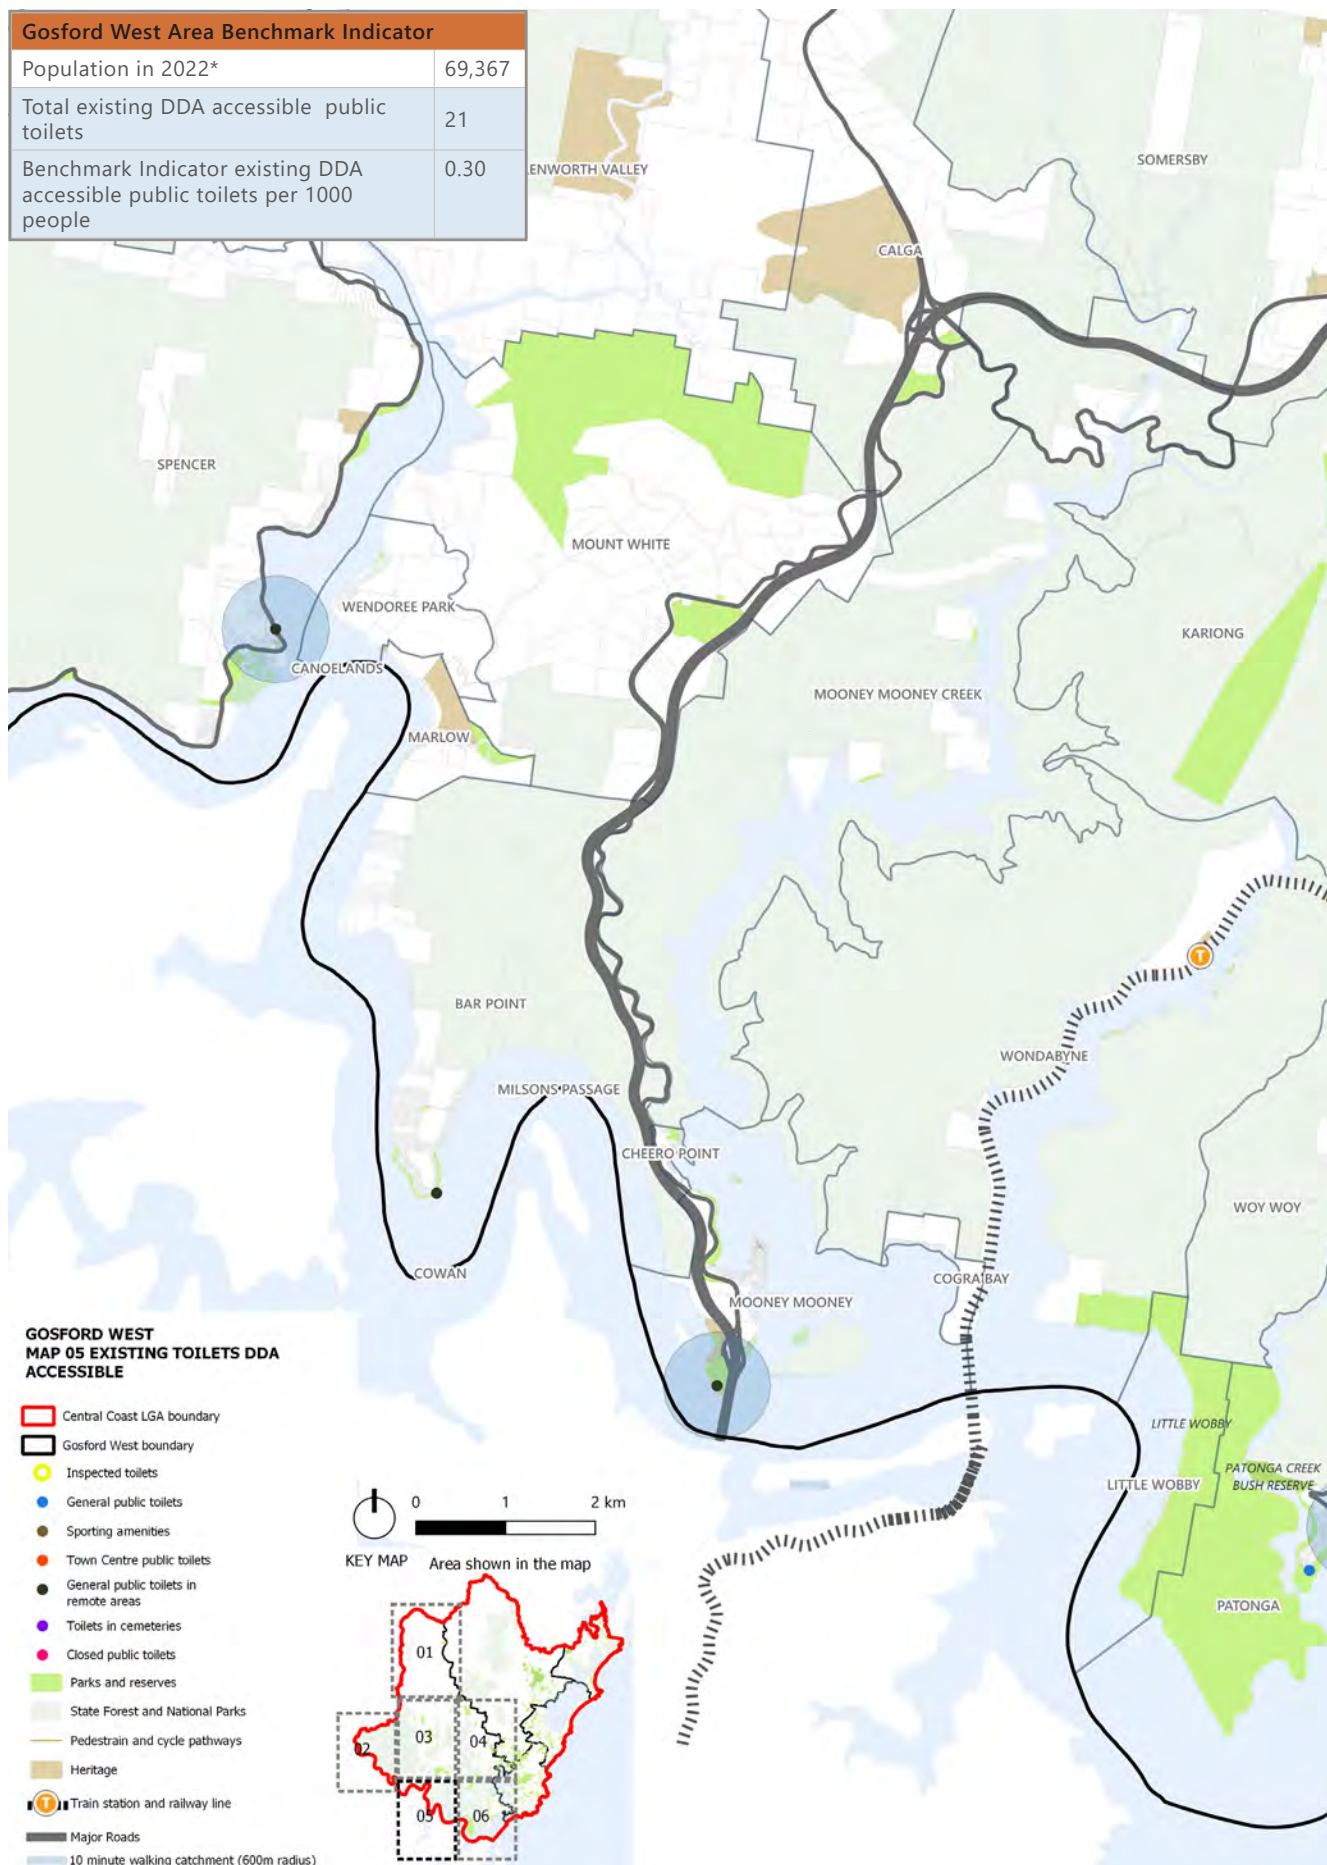 Gosford West Area Benchmark Indicator
Population in 2022* 69,367
Total existing DDA accessible public
toilets
21
Benchmark Indicator existing DDA
accessible public toilets per 1000
people
0.30
ENWORTH VALLEY
SOMERSBY
CALGA
SPENCER
MOUNT WHITE
WENDOREE PARK
KARIONG
CANOELANDS
MOONEY MOONEY CREEK
MARLOW
T
BAR POINT
WONDABYNE
MILSONS PASSAGE
CHEERO POINT
WOY WOY
COWAN
COGRA BAY
MOONEY MOONEY
LITTLE WOBBY
PATONGA CREEK
BUSH RESERVE
LITTLE WOBBY
PATONGA
GOSFORD WEST
MAP 05 EXISTING TOILETS DDA
ACCESSIBLE
Central Coast LGA boundary
Gosford West boundary
Inspected toilets
General public toilets
Sporting amenities
Town Centre public toilets
General public toilets in
remote areas
Toilets in cemeteries
Closed public toilets
Parks and reserves
State Forest and National Parks
Pedestrain and cycle pathways
Heritage
T Train station and railway line
Major Roads
10 minute walking catchment (600m radius)
0 1 2 km
KEY MAP Area shown in the map
01
02
03
04
05
06